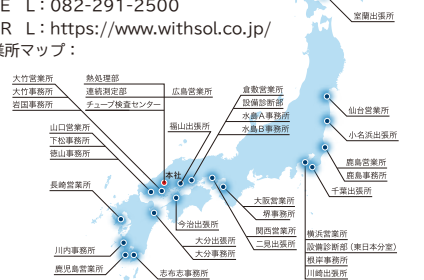 E L：082-291-2500
R L：https://www.withsol.co.jp/
業所マップ：
室蘭出張所
大竹営業所
大竹事務所
岩国事務所
熱処理部
連続測定部
チューブ検査センター
広島営業所
倉敷営業所
設備診断部
水島A事務所
水島B事務所
福山出張所
山口営業所
下松事務所
徳山事務所
本社
長崎営業所
仙台営業所
小名浜出張所
鹿島営業所
鹿島事務所
千葉出張所
大阪営業所
堺事務所
今治出張所
関西営業所
二見出張所
大分出張所
大分事務所
川内事務所
鹿児島営業所
志布志事務所
横浜営業所
設備診断部（東日本分室）
根岸事務所
川崎出張所